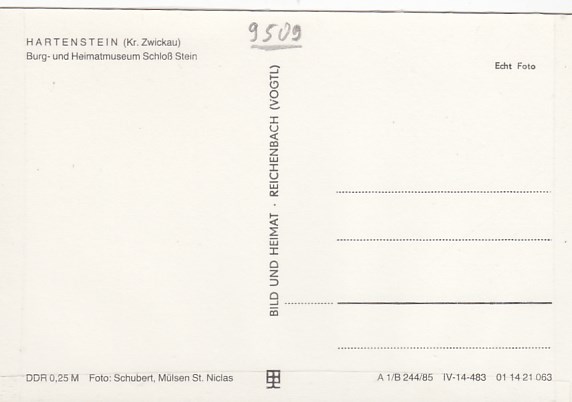 9509
HARTENSTEIN (Kr. Zwickau)
Burg- und Heimatmuseum Schloß Stein
Echt Foto
BILD UND HEIMAT · REICHENBACH (VOGTL)
DDR 0,25 M Foto: Schubert, Mülsen St. Niclas
A 1/B 244/85 IV-14-483 01 14 21 063